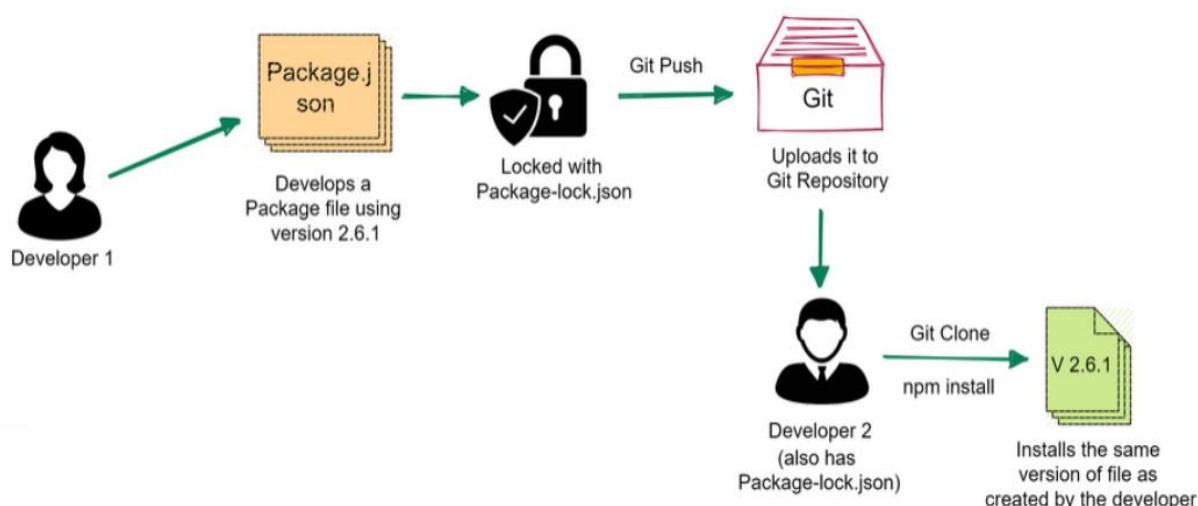 Developer 1
Package.j
son
Develops a
Package file using
version 2.6.1
Locked with
Package-lock.json
Git Push
Git
Uploads it to
Git Repository
Developer 2
(also has
Package-lock.json)
Git Clone
npm install
V 2.6.1
Installs the same
version of file as
created by the developer